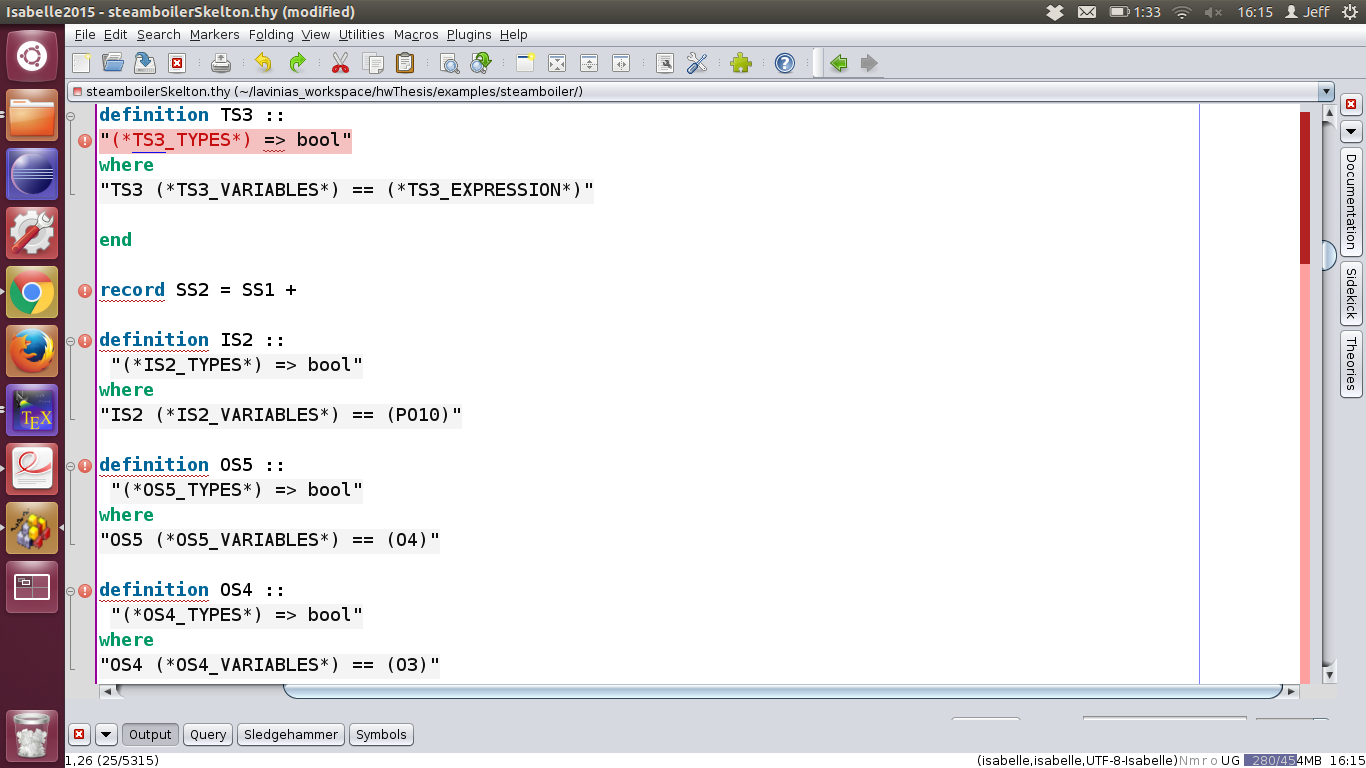 Isabelle2015 - steamboilerSkelton.thy (modified)
1:33
16:15
Jeff
File Edit Search Markers Folding View Utilities Macros Plugins Help
steamboilerSkelton.thy (~/lavinias_workspace/hwThesis/examples/steamboiler/)
definition TS3 ::
"(*TS3_TYPES*) => bool"
where
"TS3 (*TS3_VARIABLES*) == (*TS3_EXPRESSION*)"
end
record SS2 = SS1 +
definition IS2 ::
"(*IS2_TYPES*) => bool"
where
"IS2 (*IS2_VARIABLES*) == (PO10)"
definition OS5 ::
"(*OS5_TYPES*) => bool"
where
"OS5 (*OS5_VARIABLES*) == (O4)"
definition OS4 ::
"(*OS4_TYPES*) => bool"
where
"OS4 (*OS4_VARIABLES*) == (O3)"
Documentation
Sidekick
Theories
TEX
Output Query Sledgehammer Symbols
1,26 (25/5315)
(isabelle,isabelle,UTF-8-Isabelle) N m r o UG 280/454MB 16:15